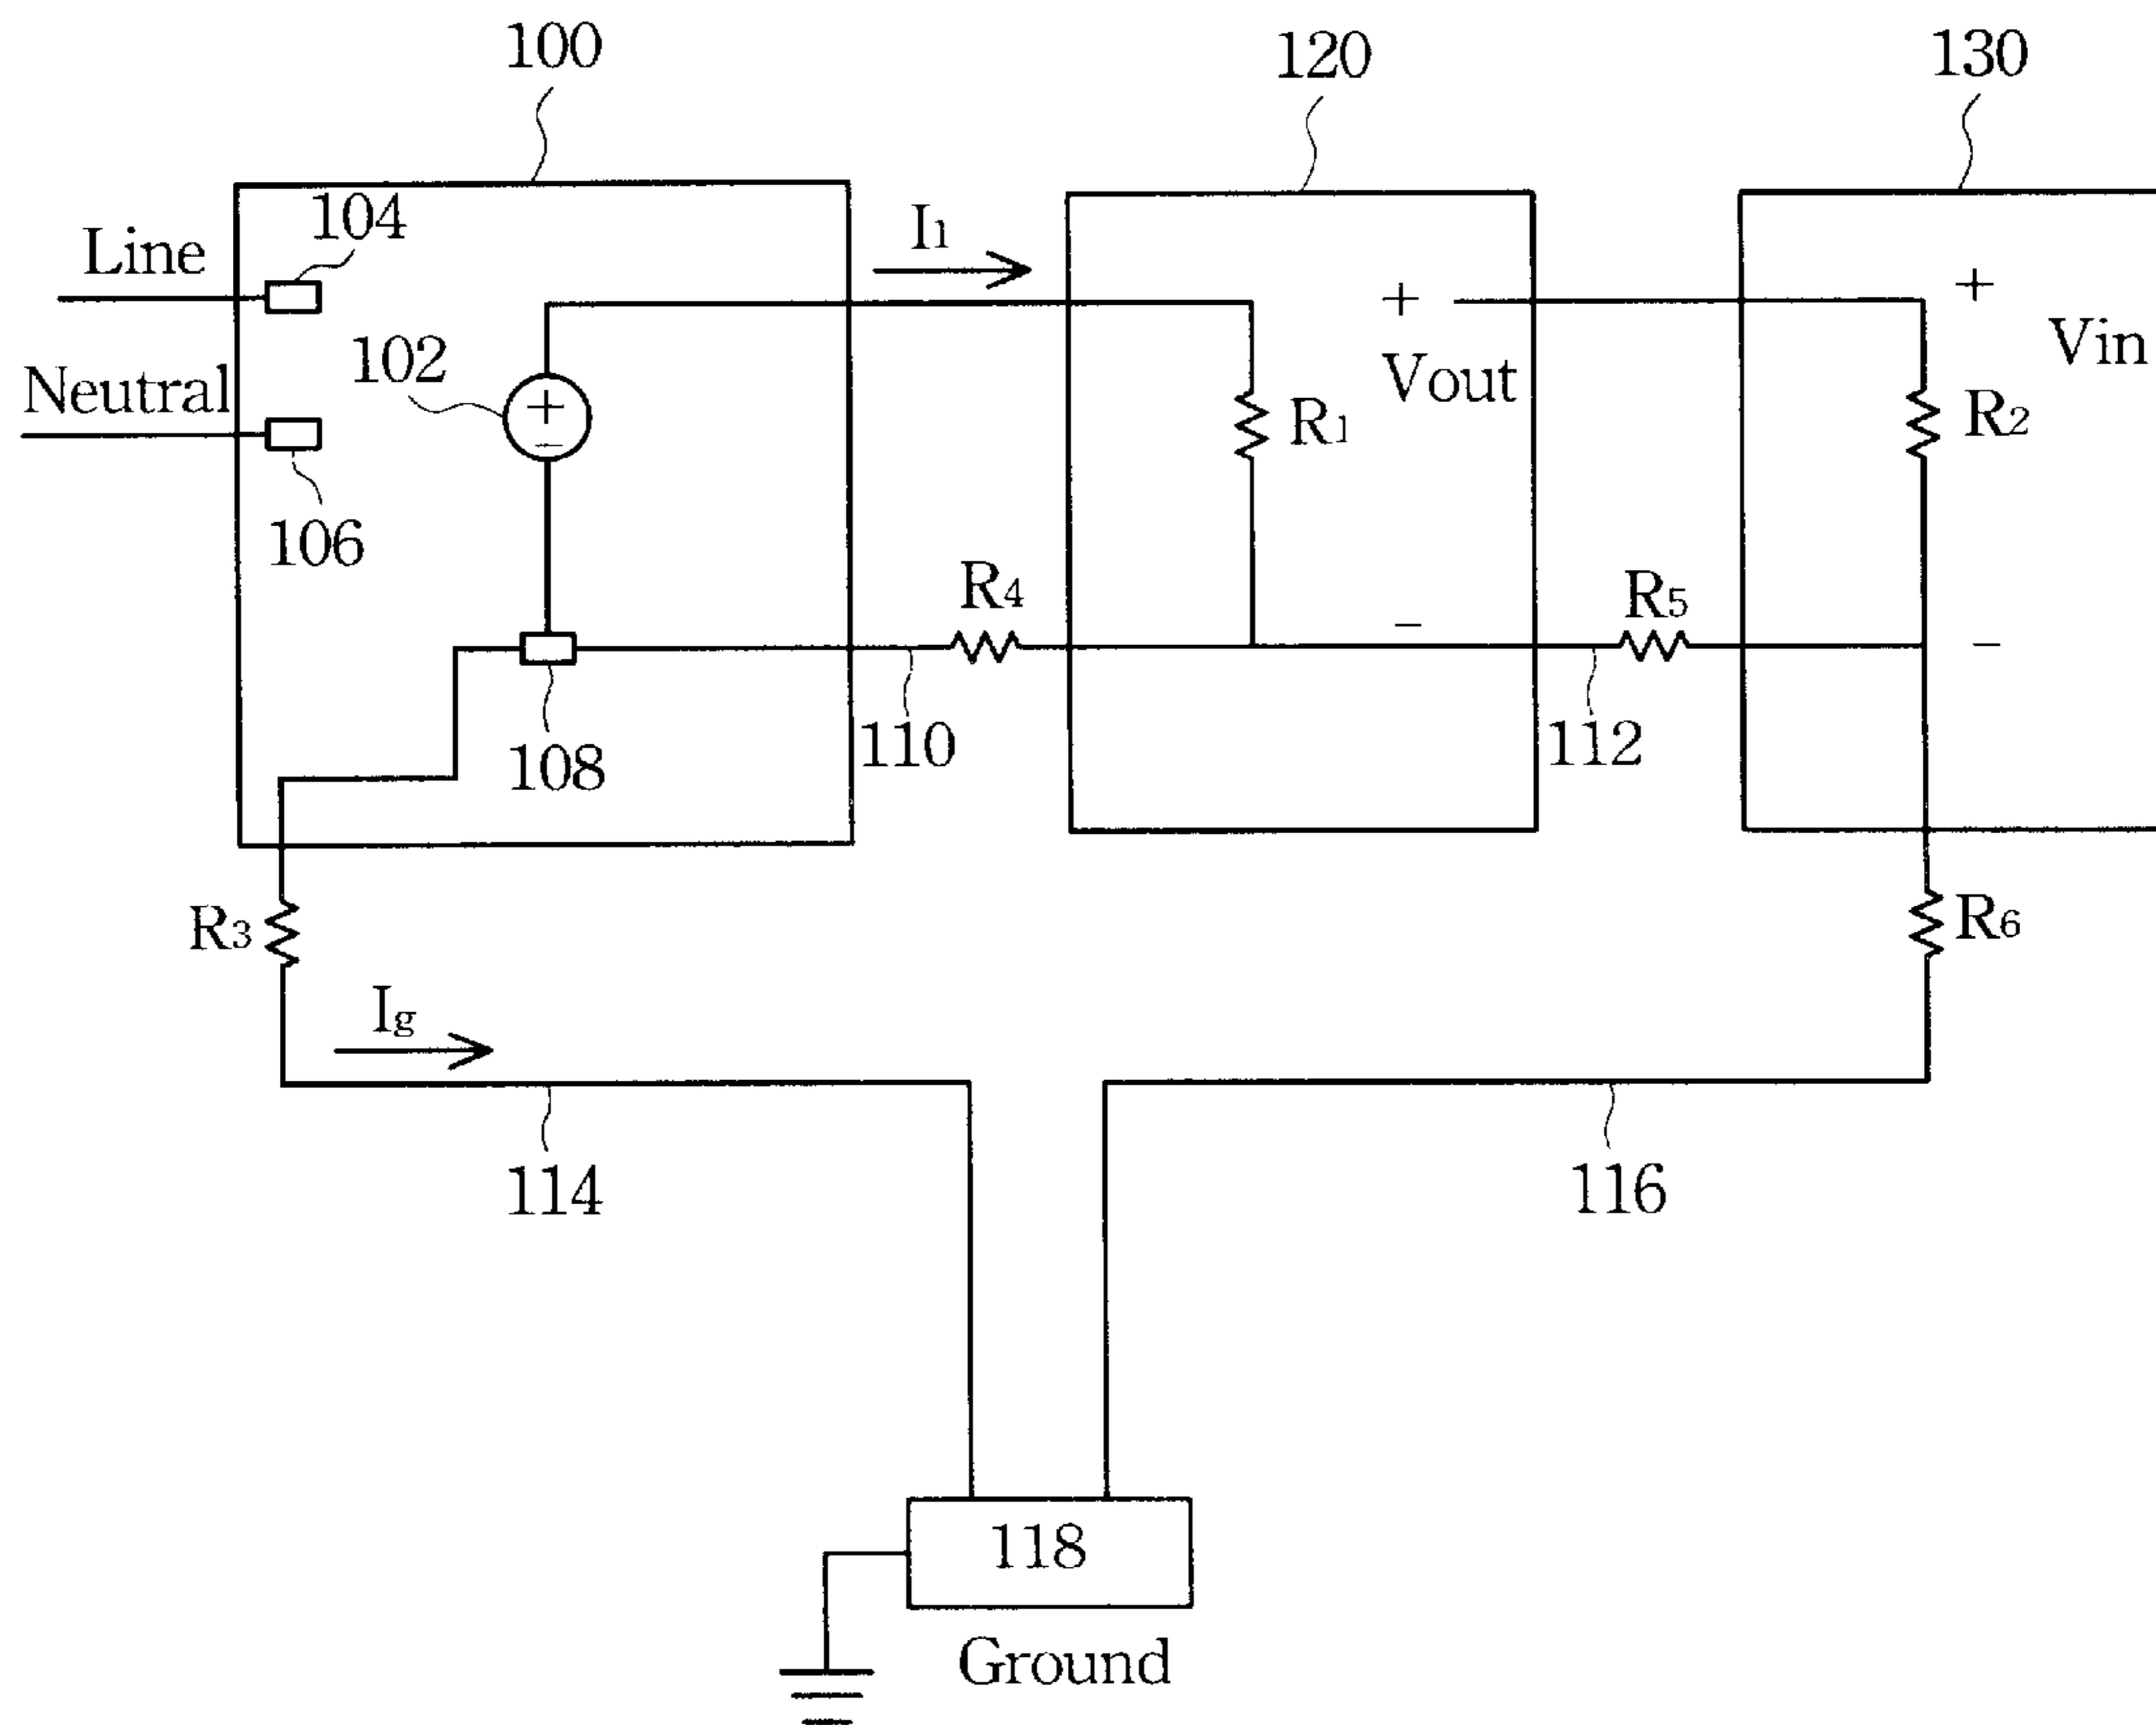 100
120
130
Line
104
I1
+
+
Vin
Neutral
102
+
−
Vout
R1
R2
106
R4
R5
−
−
108
110
112
R3
R6
Ig
114
116
118
Ground